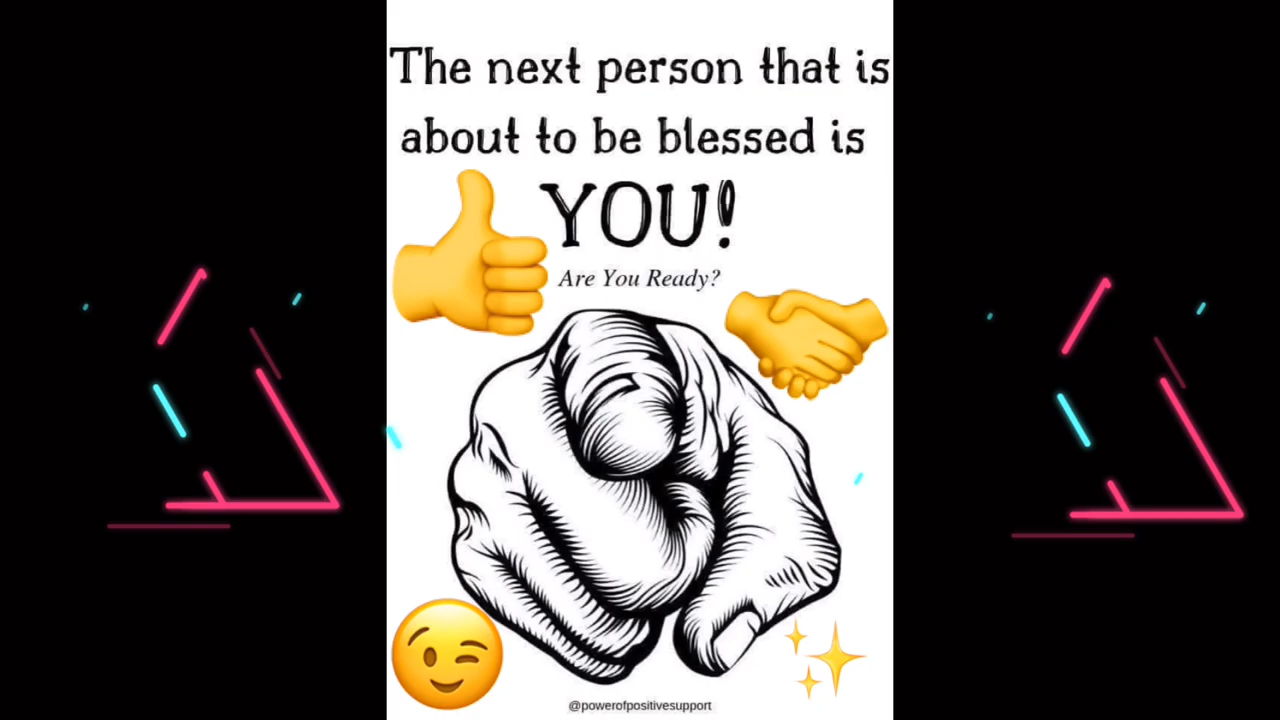 The next person that is
about to be blessed is
YOU!
Are You Ready?
@powerofpositivesupport